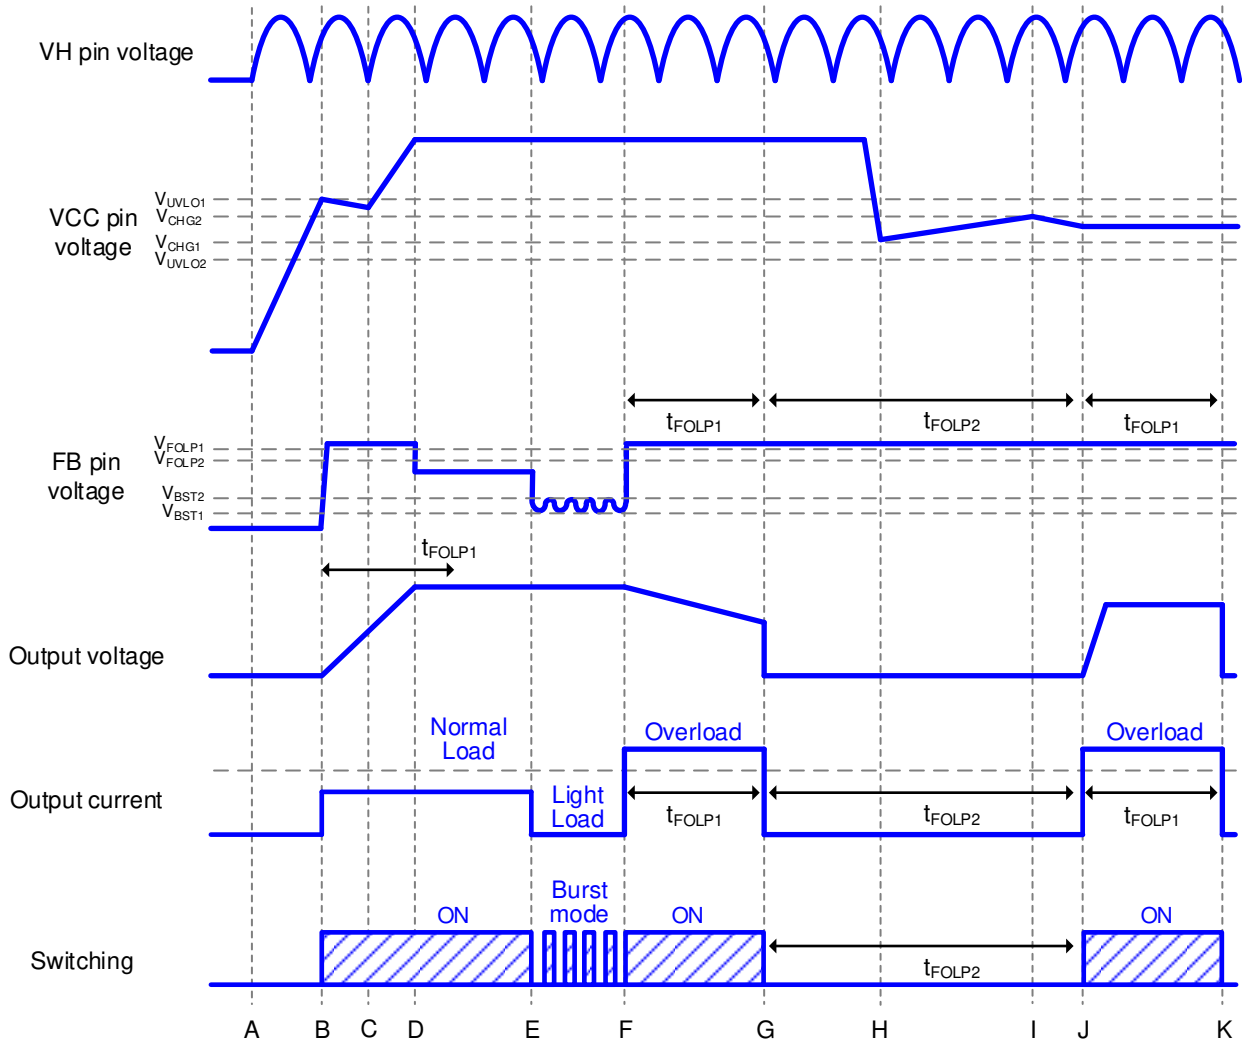 VH pin voltage
VCC pin
voltage
VUVLO1
VCHG2
VCHG1
VUVLO2
tFOLP1
tFOLP2
tFOLP1
FB pin
voltage
VFOLP1
VFOLP2
VBST2
VBST1
tFOLP1
Output voltage
Normal
Load
Overload
Overload
Output current
Light
Load
tFOLP1
tFOLP2
tFOLP1
Burst
mode
ON
ON
ON
Switching
tFOLP2
A B C D E F G H I J K